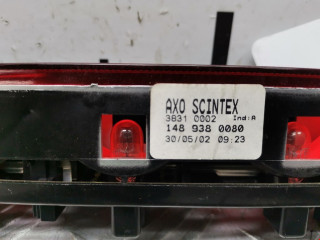 AXO SCINTEX
3831 0002 Ind:A
148 938 0080
30/05/02 09:23